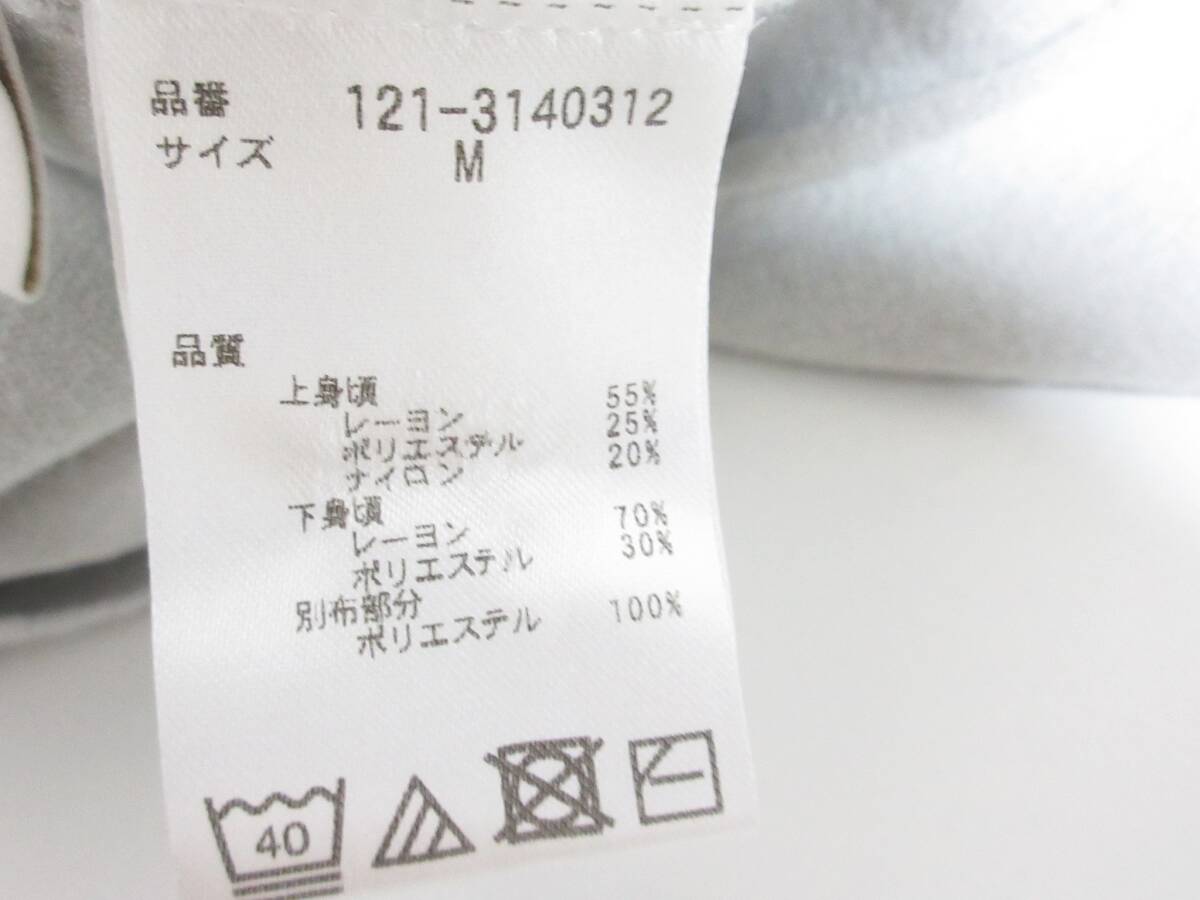 品番 121-3140312
サイズ M
品質
上身頃
レーヨン 55%
ポリエステル 25%
ナイロン 20%
下身頃
レーヨン 70%
ポリエステル 30%
別布部分
ポリエステル 100%
40